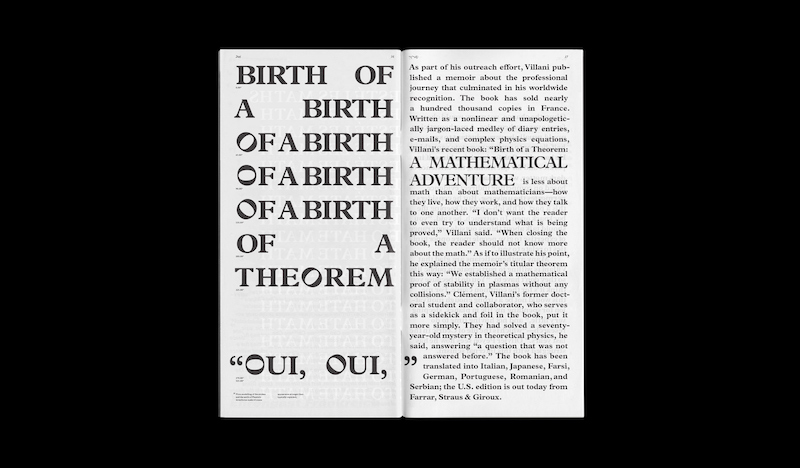 BIRTH OF
A BIRTH
OF A BIRTH
OF A BIRTH
OF A BIRTH
OF A
THEOREM
“OUI, OUI, ”
As part of his outreach effort, Villani pub-
lished a memoir about the professional
journey that culminated in his worldwide
recognition. The book has sold nearly
a hundred thousand copies in France.
Written as a nonlinear and unapologetic-
ally jargon-laced medley of diary entries,
e-mails, and complex physics equations,
Villani’s recent book: “Birth of a Theorem:
A MATHEMATICAL
ADVENTURE is less about
math than about mathematicians—how
they live, how they work, and how they talk
to one another. “I don’t want the reader
to even try to understand what is being
proved,” Villani said. “When closing the
book, the reader should not know more
about the math.” As if to illustrate his point,
he explained the memoir’s titular theorem
this way: “We established a mathematical
proof of stability in plasmas without any
collisions.” Clément, Villani’s former doct-
oral student and collaborator, who serves
as a sidekick and foil in the book, put it
more simply. They had solved a seventy-
year-old mystery in theoretical physics, he
said, answering “a question that was not
answered before.” The book has been
translated into Italian, Japanese, Farsi,
German, Portuguese, Romanian, and
Serbian; the U.S. edition is out today from
Farrar, Straus & Giroux.